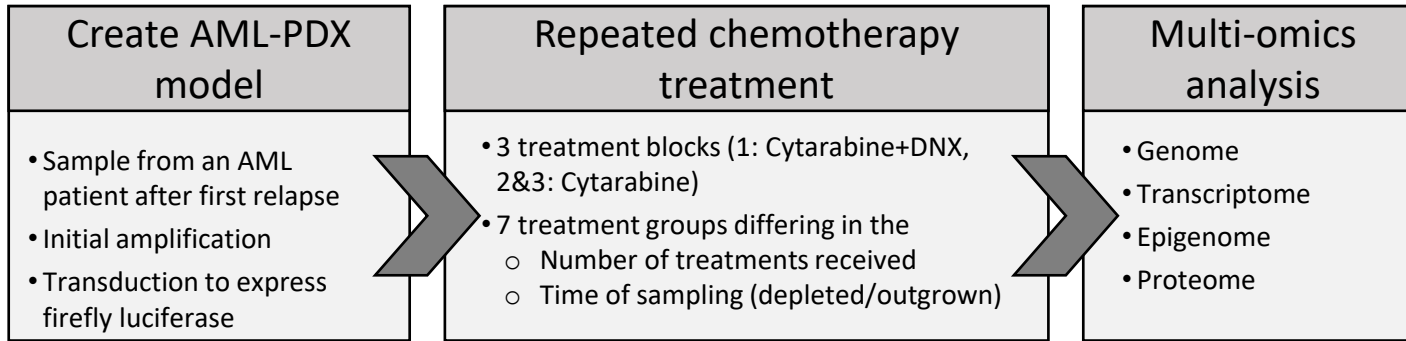 Create AML-PDX
model
• Sample from an AML
patient after first relapse
• Initial amplification
• Transduction to express
firefly luciferase
Repeated chemotherapy
treatment
• 3 treatment blocks (1: Cytarabine+DNX,
2&3: Cytarabine)
• 7 treatment groups differing in the
o Number of treatments received
o Time of sampling (depleted/outgrown)
Multi-omics
analysis
• Genome
• Transcriptome
• Epigenome
• Proteome